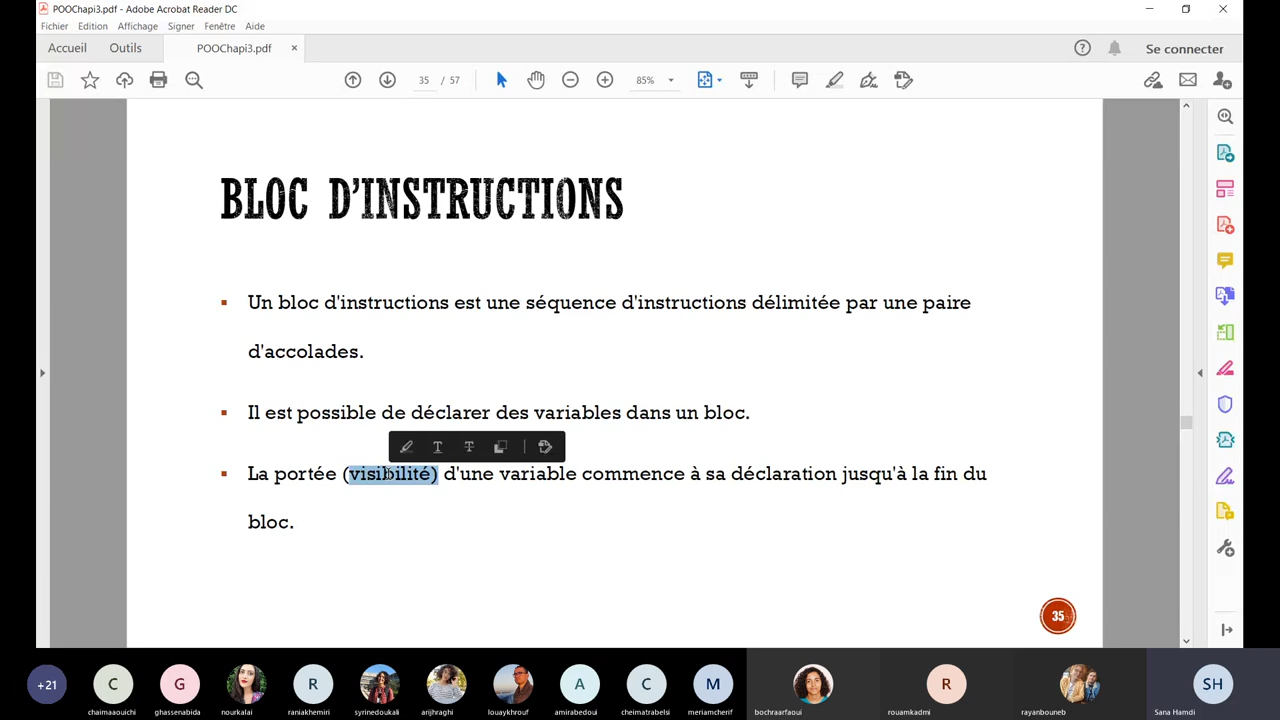 POOChapi3.pdf - Adobe Acrobat Reader DC
Fichier Edition Affichage Signer Fenêtre Aide
Accueil Outils POOChapi3.pdf × Se connecter
35 / 57 85%
BLOC D'INSTRUCTIONS
Un bloc d'instructions est une séquence d'instructions délimitée par une paire
d'accolades.
Il est possible de déclarer des variables dans un bloc.
La portée (visibilité) d'une variable commence à sa déclaration jusqu'à la fin du
bloc.
35
+21 C G R A C M R SH
chaimaaouichi ghassenabida nourkalai raniakhemiri syrinedoukali arijhraghi louaykhrouf amirabedoui cheimatrabelsi meriamcherif bochraarfaoui rouamkadmi rayanbouneb Sana Hamdi